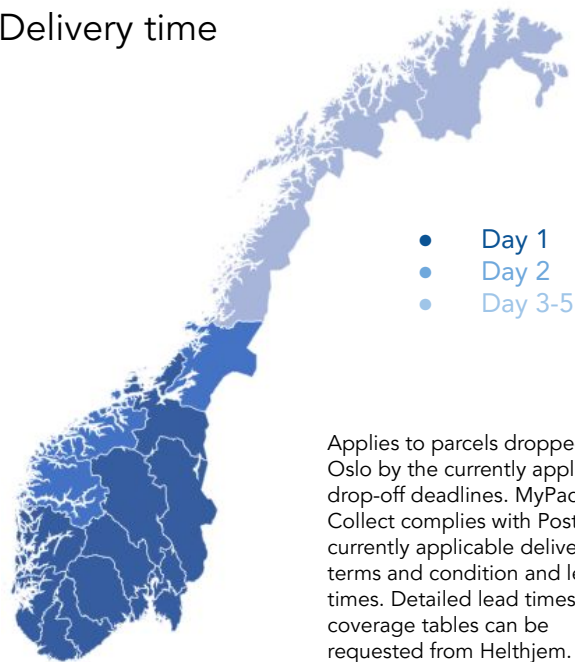 Delivery time
Day 1
Day 2
Day 3-5
Applies to parcels
Oslo by the currently
drop-off deadlines.
Collect complies with
currently applicable
terms and condition and
times. Detailed lead times
coverage tables can be
requested from Helthjem.